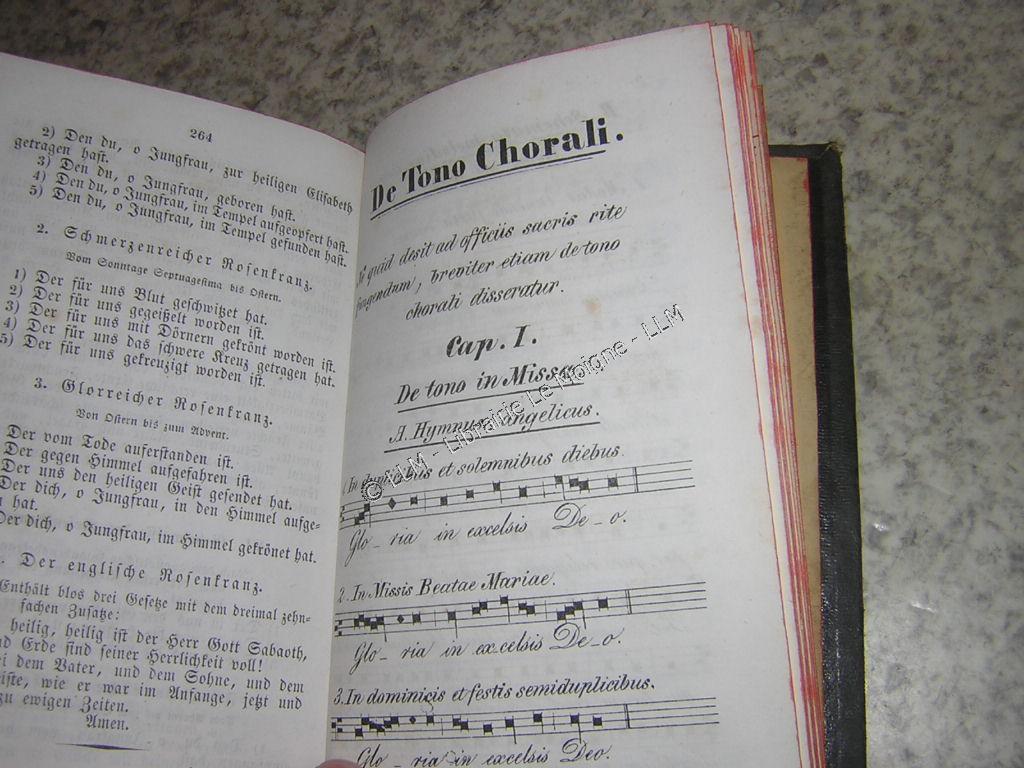 264
2) Den du, o Jungfrau, zur heiligen Elisabeth
getragen hast.
3) Den du, o Jungfrau, geboren hast.
4) Den du, o Jungfrau, im Tempel aufgeopfert hast.
5) Den du, o Jungfrau, im Tempel gefunden hast.
2. Schmerzenreicher Rosenkranz.
Vom Sonntage Septuagesima bis Ostern.
1) Der für uns Blut geschwitzet hat.
2) Der für uns gegeißelt worden ist.
3) Der für uns mit Dörnern gekrönt worden ist.
4) Der für uns das schwere Kreuz getragen hat.
5) Der für uns gekreuzigt worden ist.
3. Glorreicher Rosenkranz.
Von Ostern bis zum Advent.
Der vom Tode auferstanden ist.
Der gegen Himmel aufgefahren ist.
Der uns den heiligen Geist gesendet hat.
Der dich, o Jungfrau, in den Himmel aufge-
hat.
Der dich, o Jungfrau, im Himmel gekrönet hat.
Der englische Rosenkranz.
Enthält blos drei Gesetze mit dem dreimal zehn-
fachen Zusatze:
heilig, heilig ist der Herr Gott Sabaoth,
Erde sind seiner Herrlichkeit voll!
dem Vater, und dem Sohne, und dem
wie er war im Anfange, jetzt und
zu ewigen Zeiten.
Amen.
De Tono Chorali.
Ne quid desit ad officiis sacris rite
fungendum, breviter etiam de tono
chorali disseratur.
Cap. I.
De tono in Missa
A. Hymnus angelicus.
1. In duplicibus et solemnibus diebus.
Glo_ ria in excelsis De_o.
2. In Missis Beatae Mariae.
Glo_ ria in excelsis De_o.
3. In dominicis et festis semiduplicibus.
Glo_ ria in excelsis Deo.
© LLM - Librairie Le Moigne - LLM